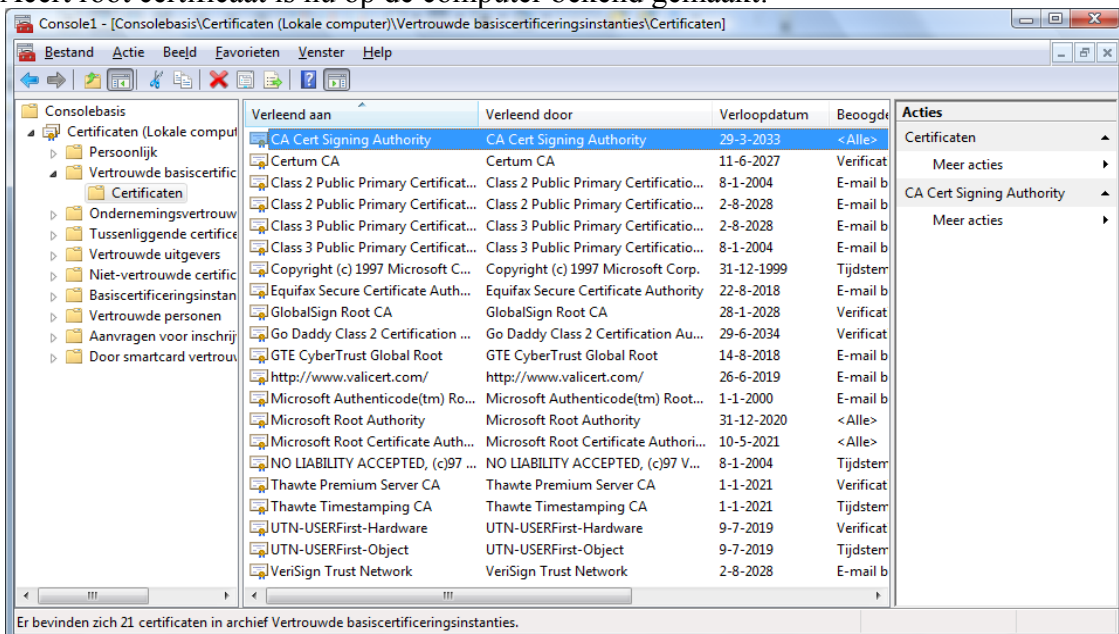 root certificaat is nu op de computer bekend gemaakt.
Console1 - [Consolebasis\Certificaten (Lokale computer)\Vertrouwde basiscertificeringsinstanties\Certificaten]
Bestand Actie Beeld Favorieten Venster Help
Consolebasis
Certificaten (Lokale comput
Persoonlijk
Vertrouwde basiscertific
Certificaten
Ondernemingsvertrouw
Tussenliggende certifice
Vertrouwde uitgevers
Niet-vertrouwde certific
Basiscertificeringsinstan
Vertrouwde personen
Aanvragen voor inschrij
Door smartcard vertrouw
Verleend aan Verleend door Verloopdatum Beoogde
CA Cert Signing Authority CA Cert Signing Authority 29-3-2033 <Alle>
Certum CA Certum CA 11-6-2027 Verificat
Class 2 Public Primary Certificat... Class 2 Public Primary Certificatio... 8-1-2004 E-mail b
Class 2 Public Primary Certificat... Class 2 Public Primary Certificatio... 2-8-2028 E-mail b
Class 3 Public Primary Certificat... Class 3 Public Primary Certificatio... 2-8-2028 E-mail b
Class 3 Public Primary Certificat... Class 3 Public Primary Certificatio... 8-1-2004 E-mail b
Copyright (c) 1997 Microsoft C... Copyright (c) 1997 Microsoft Corp. 31-12-1999 Tijdstem
Equifax Secure Certificate Auth... Equifax Secure Certificate Authority 22-8-2018 E-mail b
GlobalSign Root CA GlobalSign Root CA 28-1-2028 Verificat
Go Daddy Class 2 Certification ... Go Daddy Class 2 Certification Au... 29-6-2034 Verificat
GTE CyberTrust Global Root GTE CyberTrust Global Root 14-8-2018 E-mail b
http://www.valicert.com/ http://www.valicert.com/ 26-6-2019 E-mail b
Microsoft Authenticode(tm) Ro... Microsoft Authenticode(tm) Root... 1-1-2000 E-mail b
Microsoft Root Authority Microsoft Root Authority 31-12-2020 <Alle>
Microsoft Root Certificate Auth... Microsoft Root Certificate Authori... 10-5-2021 <Alle>
NO LIABILITY ACCEPTED, (c)97 ... NO LIABILITY ACCEPTED, (c)97 V... 8-1-2004 Tijdstem
Thawte Premium Server CA Thawte Premium Server CA 1-1-2021 Verificat
Thawte Timestamping CA Thawte Timestamping CA 1-1-2021 Tijdstem
UTN-USERFirst-Hardware UTN-USERFirst-Hardware 9-7-2019 Verificat
UTN-USERFirst-Object UTN-USERFirst-Object 9-7-2019 Tijdstem
VeriSign Trust Network VeriSign Trust Network 2-8-2028 E-mail b
Acties
Certificaten
Meer acties
CA Cert Signing Authority
Meer acties
Er bevinden zich 21 certificaten in archief Vertrouwde basiscertificeringsinstanties.